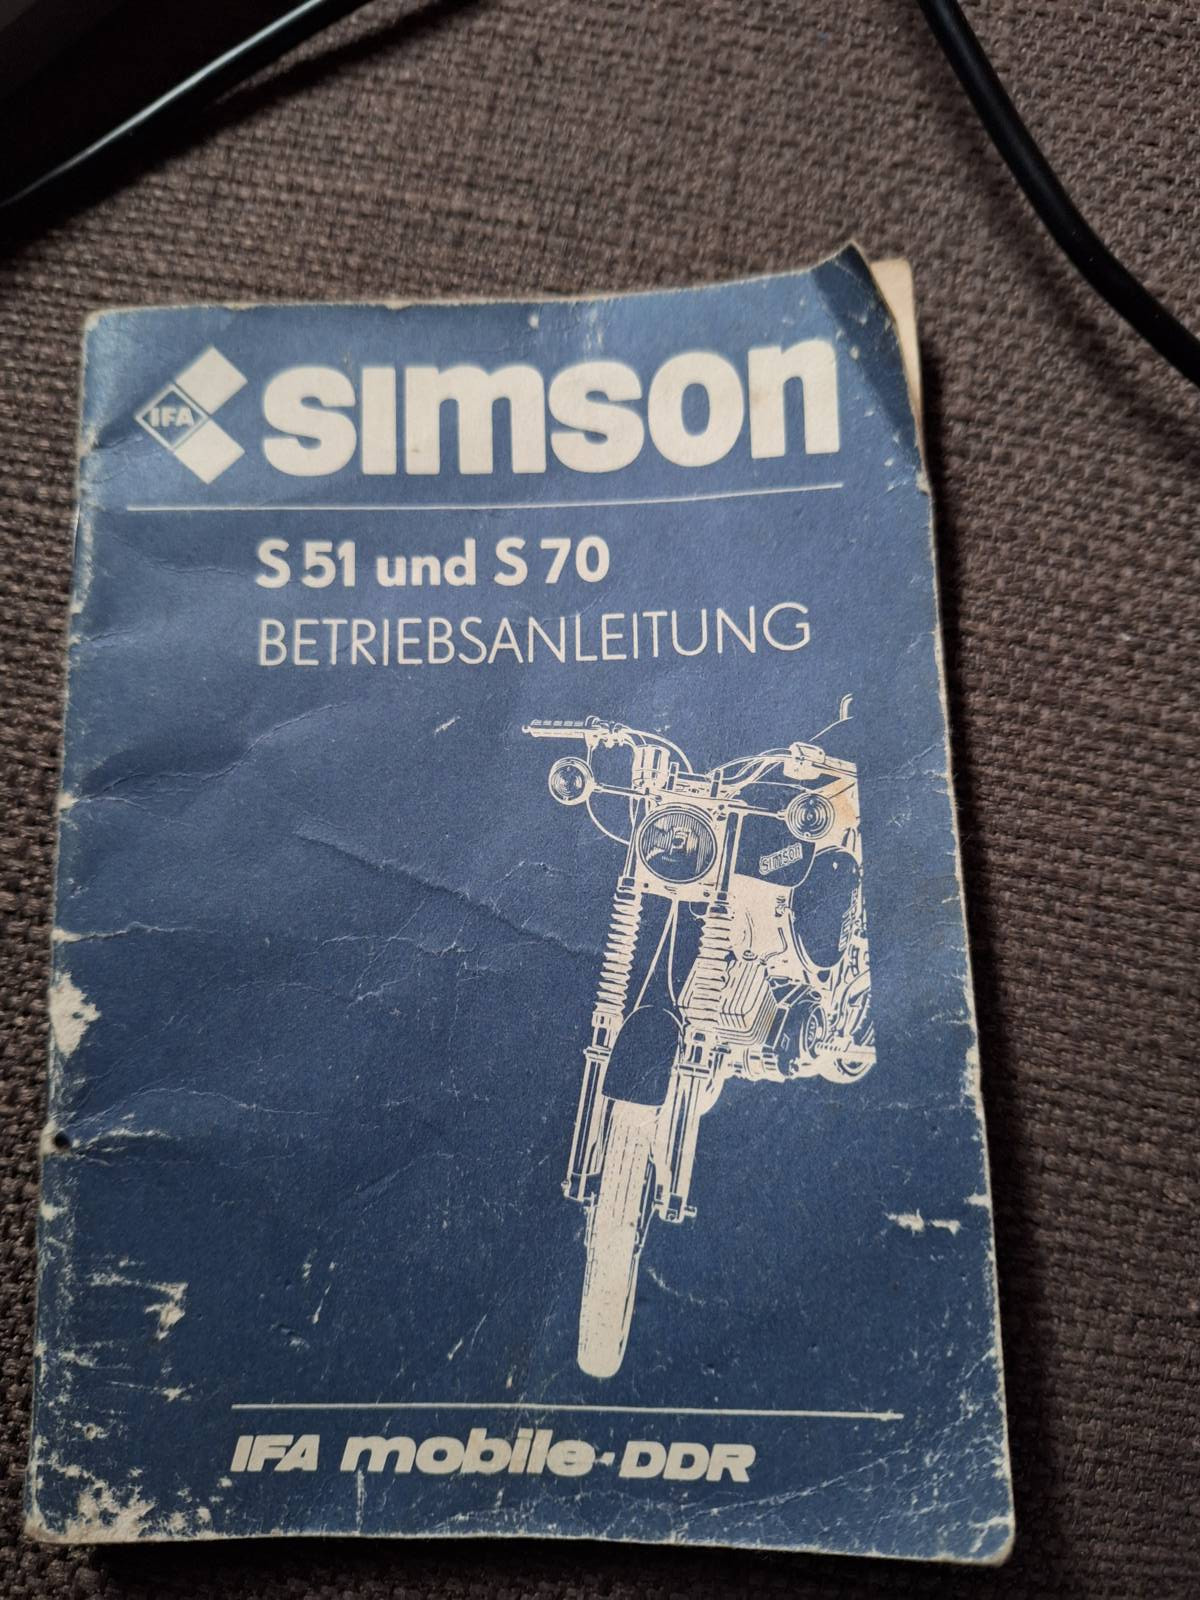 IFA simson
S 51 und S 70
BETRIEBSANLEITUNG
simson
IFA mobile-DDR